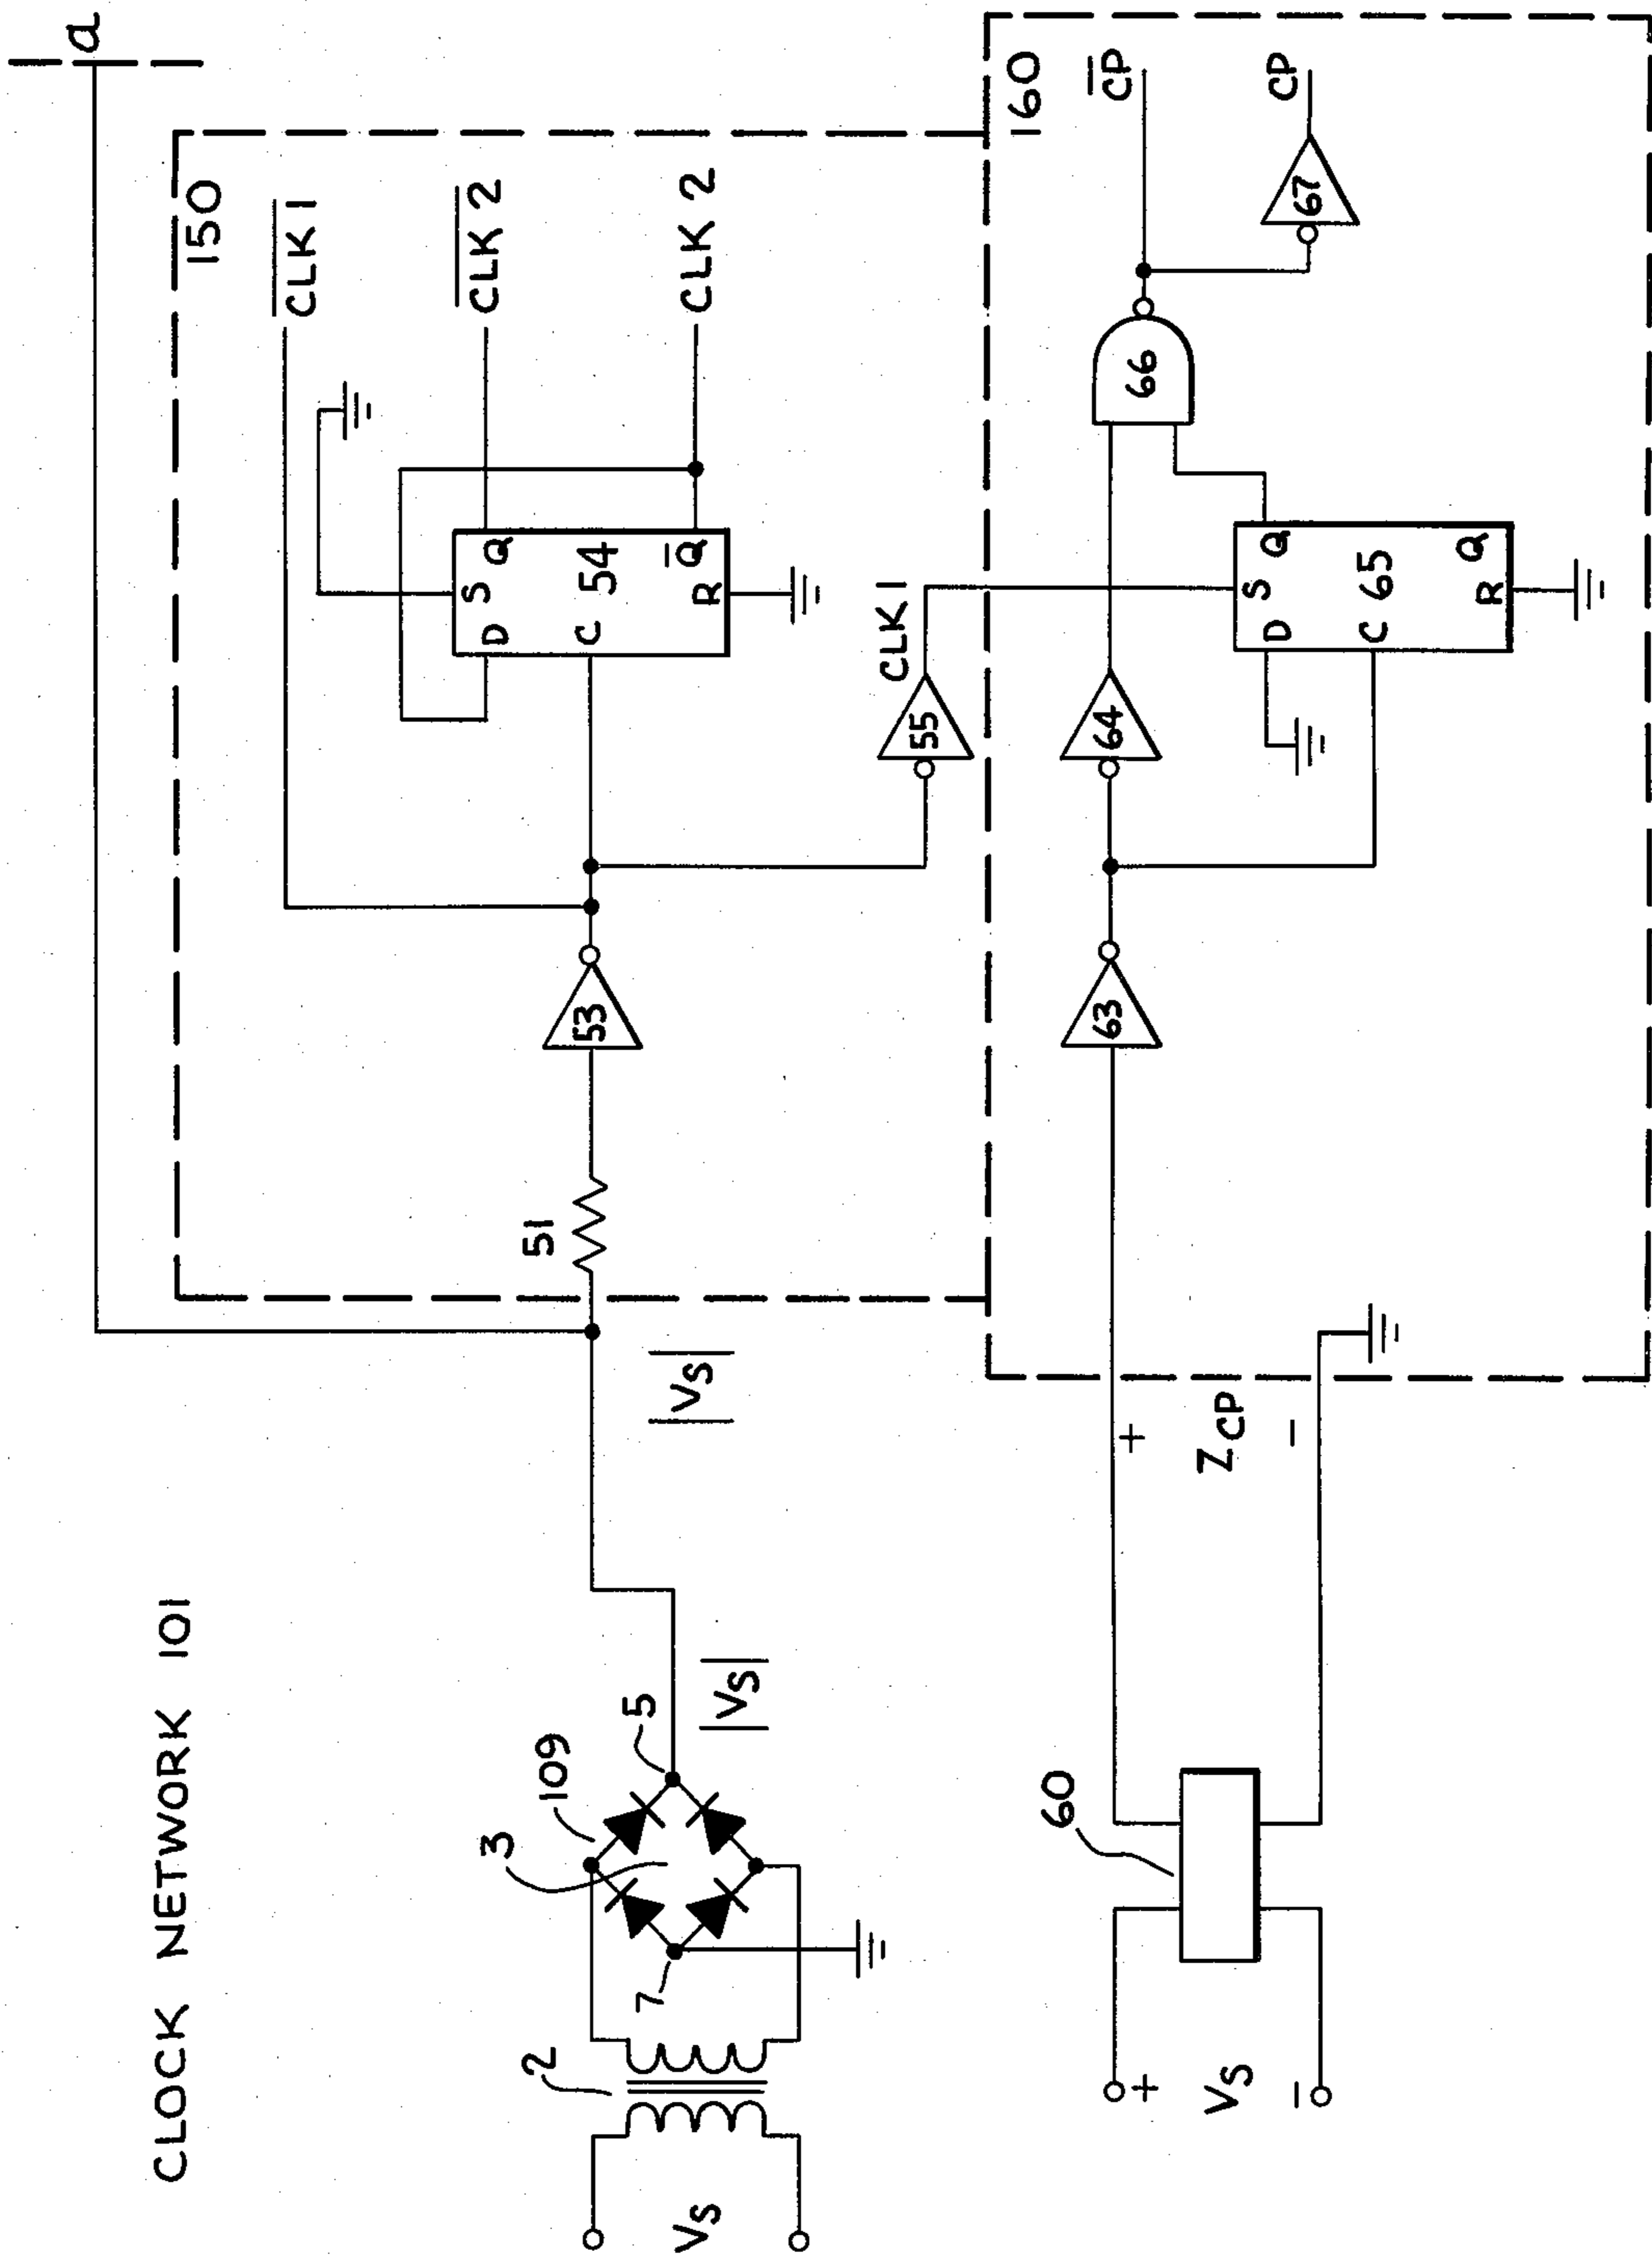 CLOCK NETWORK 101
a
150
CLK 1
CLK 2
CLK 2
S
D
Q
54
C
R
Q
53
51
|VS|
|VS|
5
109
3
7
2
VS
55
CLK 1
160
CP
CP
67
66
64
63
S
D
Q
65
C
R
Q
+
ZCP
−
60
+
VS
−